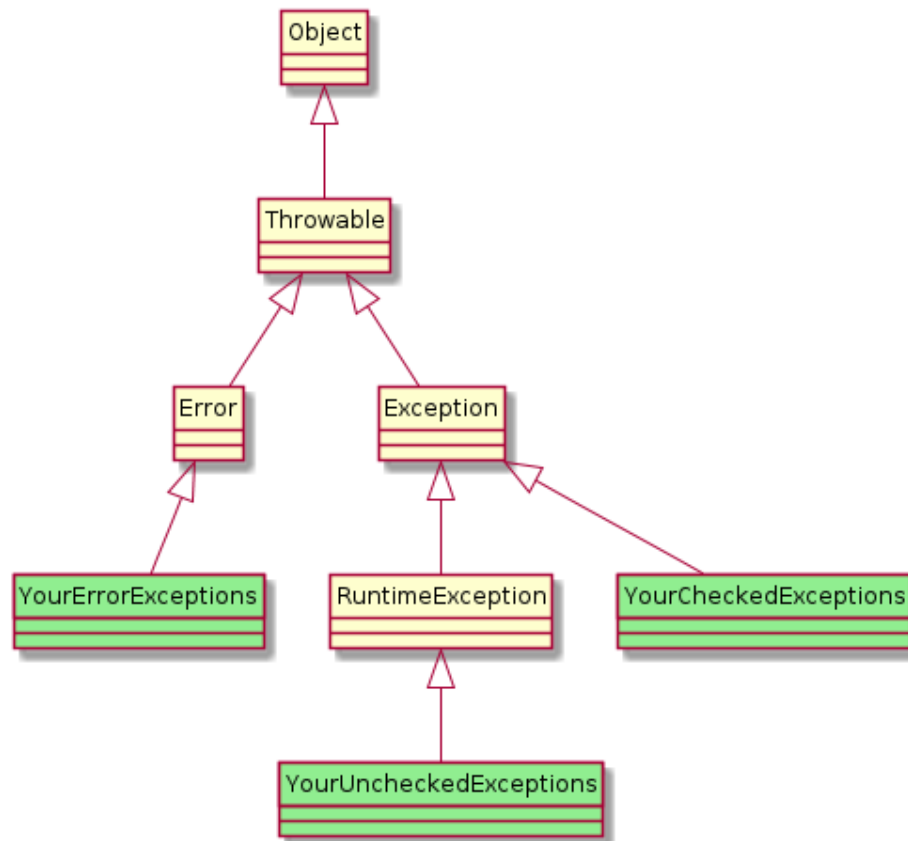 Object
Throwable
Error
Exception
YourErrorExceptions
RuntimeException
YourCheckedExceptions
YourUncheckedExceptions